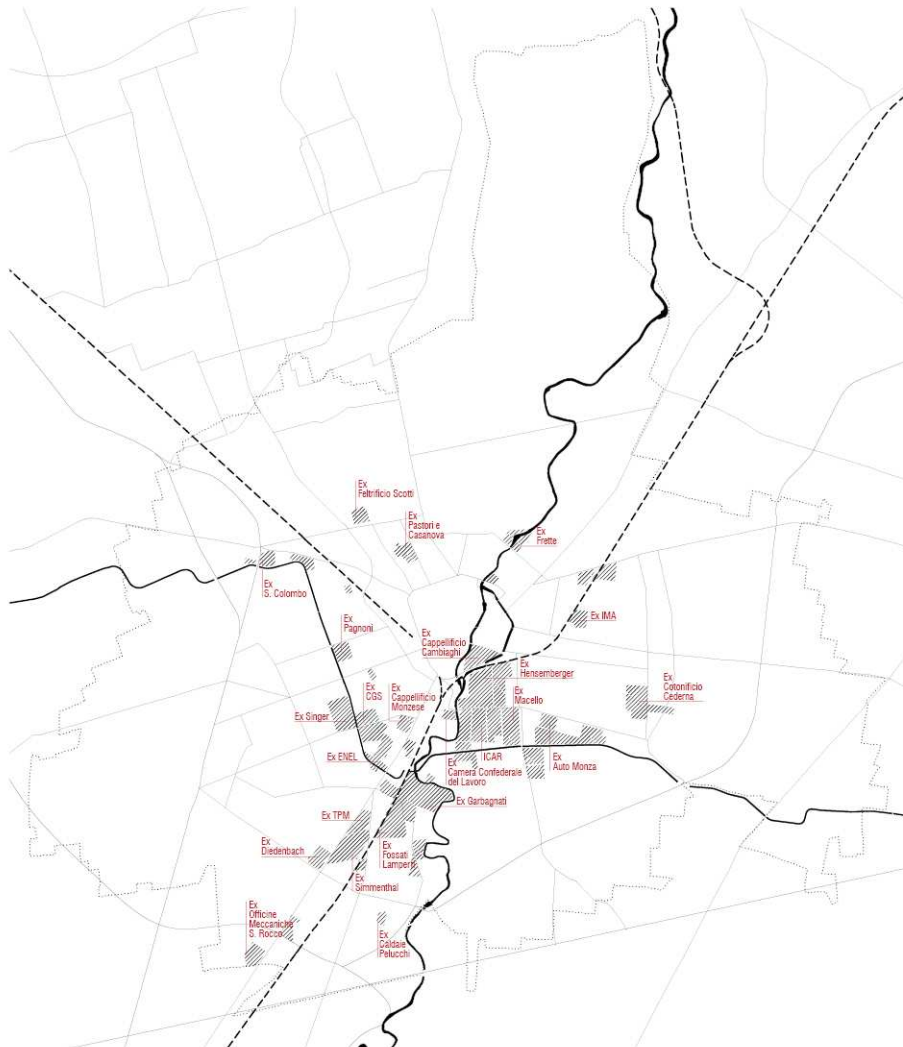 Ex
Feltrificio Scotti
Ex
Pastori e
Casanova
Ex
Frette
Ex
S. Colombo
Ex IMA
Ex
Pagnoni
Ex
Cappellificio
Cambiaghi
Ex
Hensemberger
Ex
CGS
Ex
Cappellificio
Monzese
Ex
Macello
Ex
Cotonificio
Cederna
Ex Singer
Ex ENEL
ICAR
Ex
Camera Confederale
del Lavoro
Ex
Auto Monza
Ex Garbagnati
Ex TPM
Ex
Diedenbach
Ex
Fossati
Lamperti
Ex
Simmenthal
Ex
Officine
Meccaniche
S. Rocco
Ex
Caldaie
Pelucchi